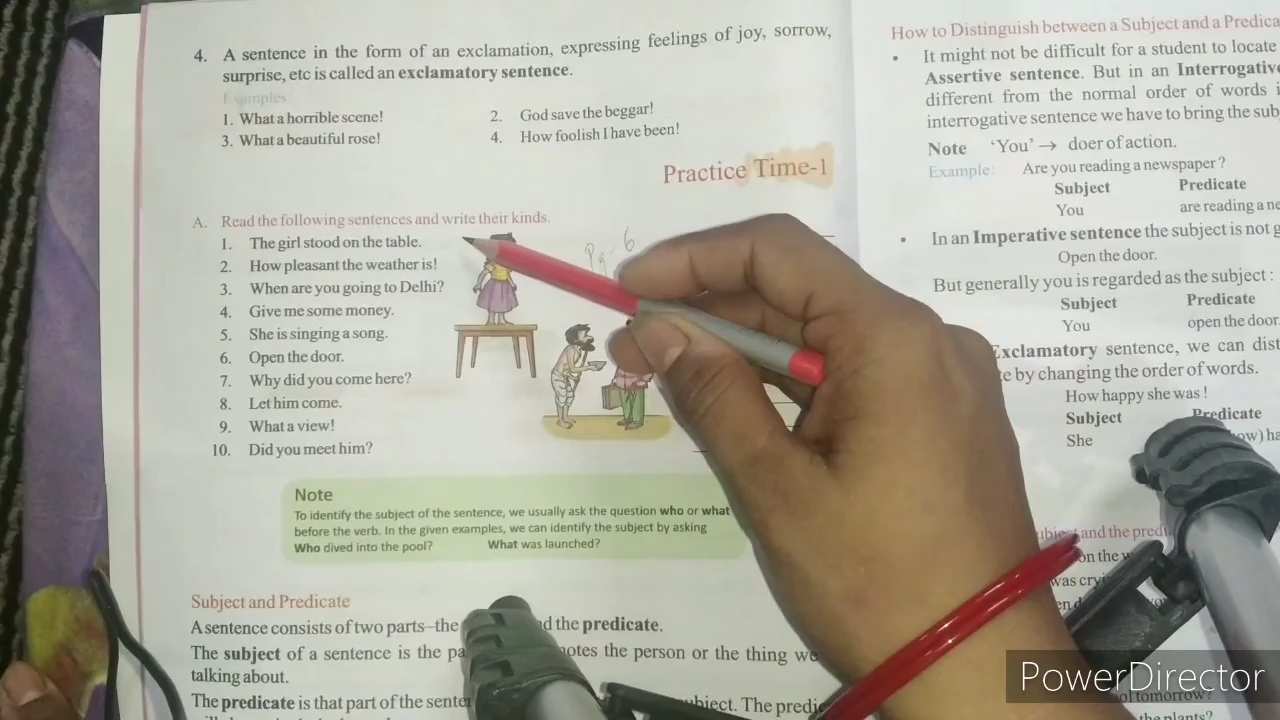 4. A sentence in the form of an exclamation, expressing feelings of joy, sorrow,
surprise, etc is called an exclamatory sentence.
Examples
1. What a horrible scene! 2. God save the beggar!
3. What a beautiful rose! 4. How foolish I have been!
Practice Time-1
A. Read the following sentences and write their kinds.
1. The girl stood on the table.
2. How pleasant the weather is!
3. When are you going to Delhi?
4. Give me some money.
5. She is singing a song.
6. Open the door.
7. Why did you come here?
8. Let him come.
9. What a view!
10. Did you meet him?
Pg-6
Note
To identify the subject of the sentence, we usually ask the question who or what
before the verb. In the given examples, we can identify the subject by asking
Who dived into the pool? What was launched?
Subject and Predicate
A sentence consists of two parts–the the predicate.
The subject of a sentence is the the person or the thing we
talking about.
The predicate is that part of the The
How to Distinguish between a Subject and a
• It might not be difficult for a student to locate
Assertive sentence. But in an
different from the normal order of words
interrogative sentence we have to bring the
Note 'You' → doer of action.
Example: Are you reading a newspaper?
Subject Predicate
You are reading a
• In an Imperative sentence the subject is not
Open the door.
But generally you is regarded as the subject :
Subject Predicate
You open the door.
Exclamatory sentence, we can
by changing the order of words.
How happy she was !
Subject Predicate
She
and the
on the
was
tomorrow?
the plants?
PowerDirector